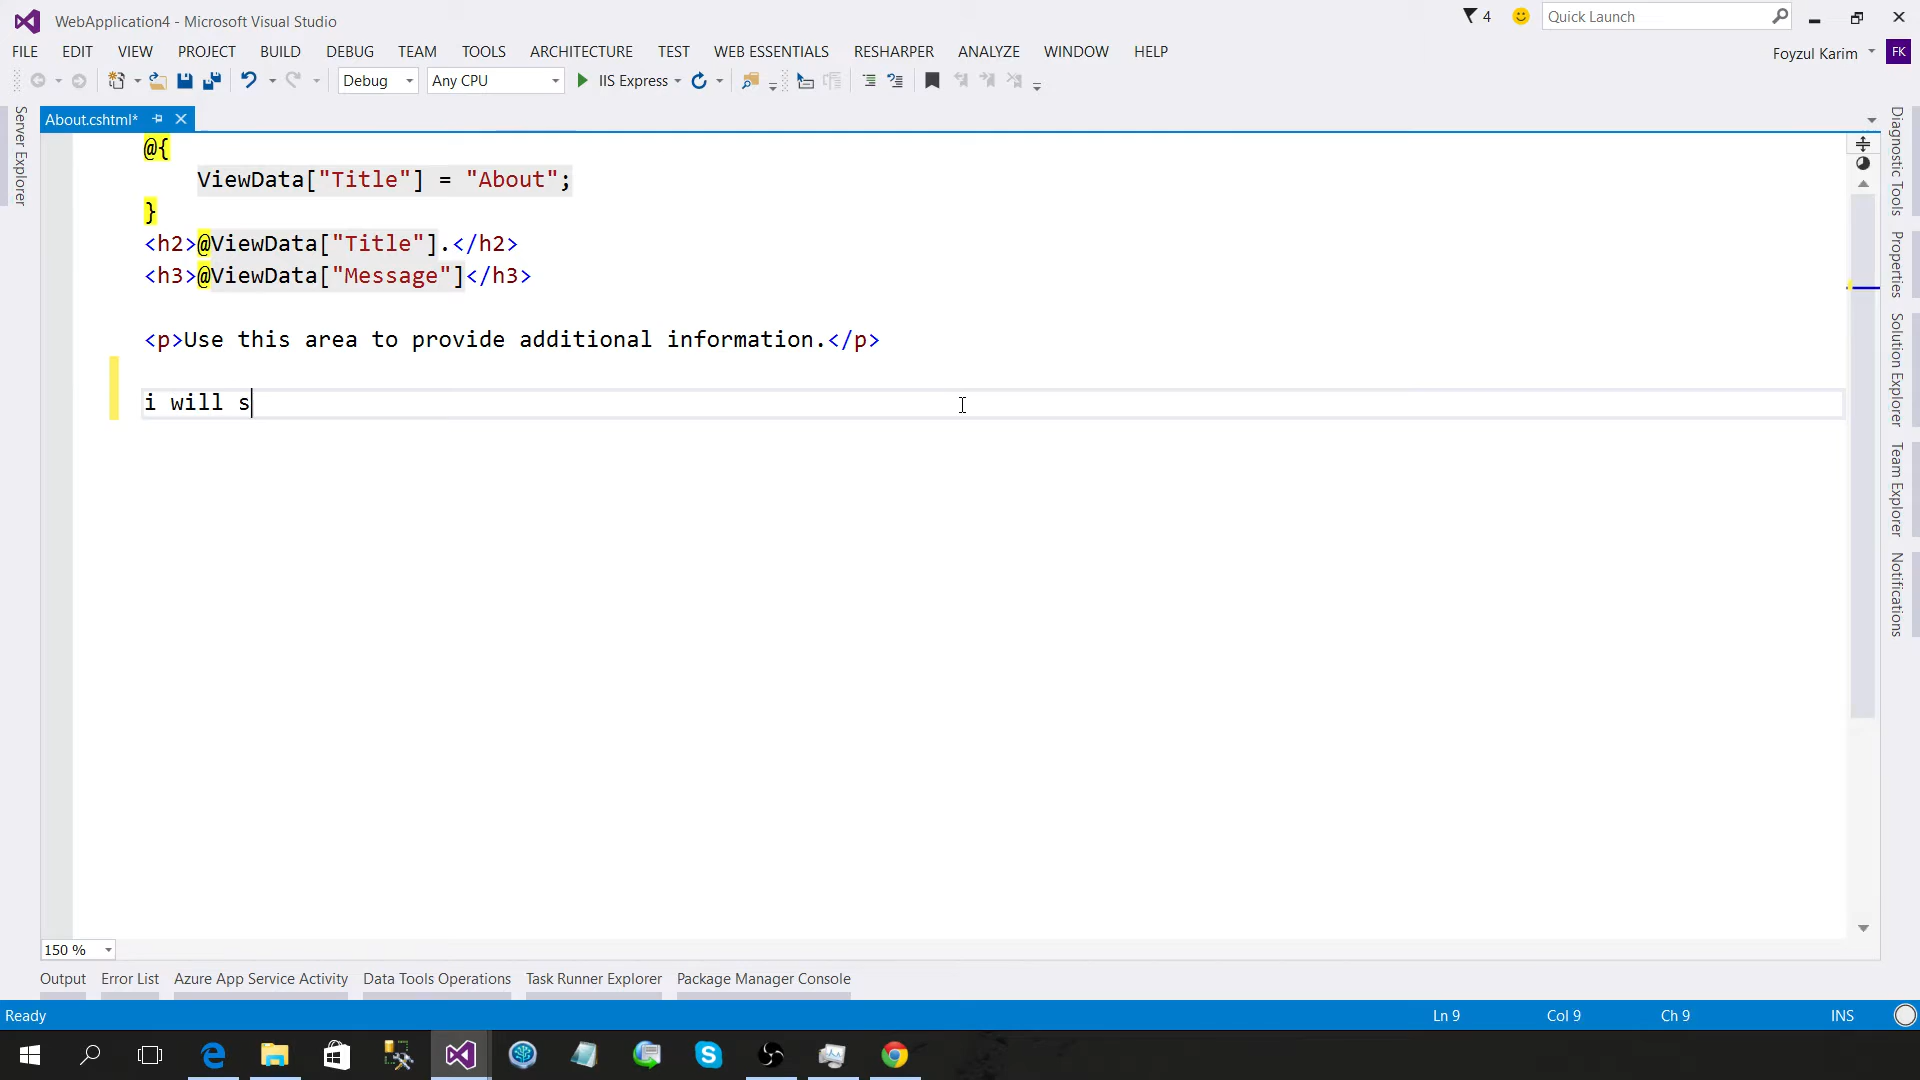 WebApplication4 - Microsoft Visual Studio
4
Quick Launch
FILE EDIT VIEW PROJECT BUILD DEBUG TEAM TOOLS ARCHITECTURE TEST WEB ESSENTIALS RESHARPER ANALYZE WINDOW HELP
Foyzul Karim FK
Debug Any CPU IIS Express
Server Explorer
About.cshtml*
@{
ViewData["Title"] = "About";
}
<h2>@ViewData["Title"].</h2>
<h3>@ViewData["Message"]</h3>
<p>Use this area to provide additional information.</p>
i will s
Diagnostic Tools
Properties
Solution Explorer
Team Explorer
Notifications
150 %
Output Error List Azure App Service Activity Data Tools Operations Task Runner Explorer Package Manager Console
Ready Ln 9 Col 9 Ch 9 INS